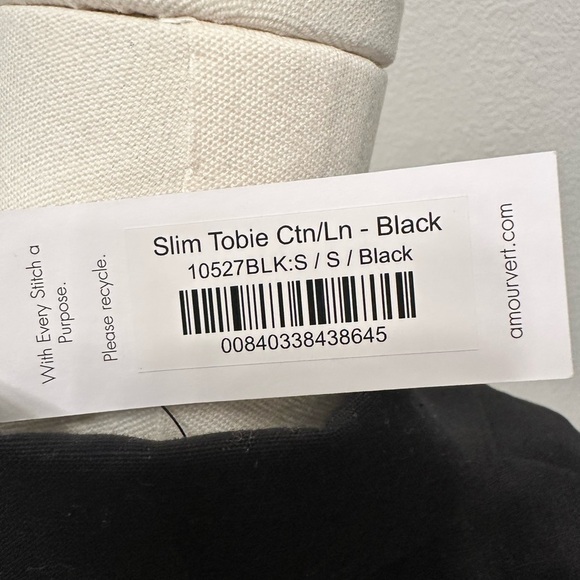 With Every Stitch a
Purpose.
Please recycle.
Slim Tobie Ctn/Ln - Black
10527BLK:S / S / Black
00840338438645
amourvert.com